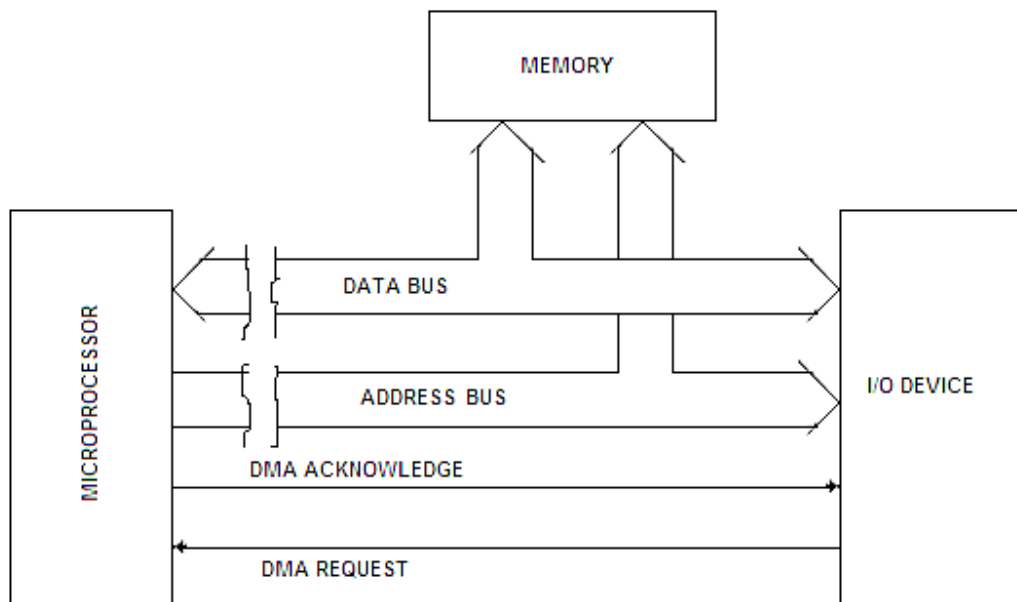 MEMORY
DATA BUS
MICROPROCESSOR
ADDRESS BUS
I/O DEVICE
DMA ACKNOWLEDGE
DMA REQUEST